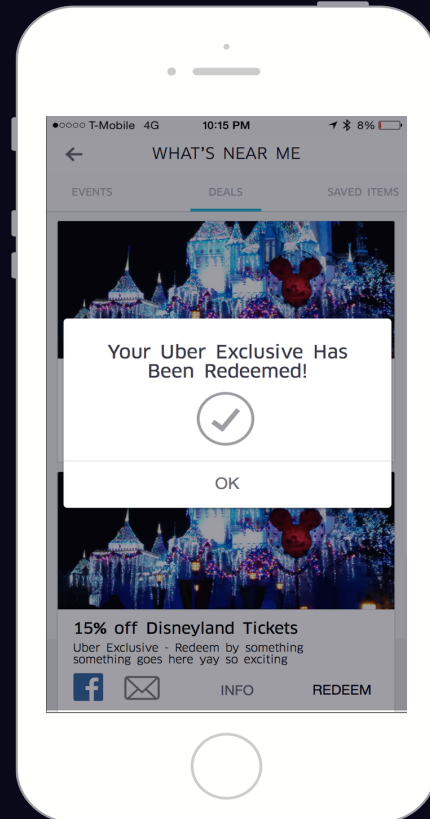 ●○○○○ T-Mobile 4G 10:15 PM 8%
WHAT'S NEAR ME
EVENTS DEALS SAVED ITEMS
Your Uber Exclusive Has
Been Redeemed!
OK
15% off Disneyland Tickets
Uber Exclusive - Redeem by something
something goes here yay so exciting
f INFO REDEEM